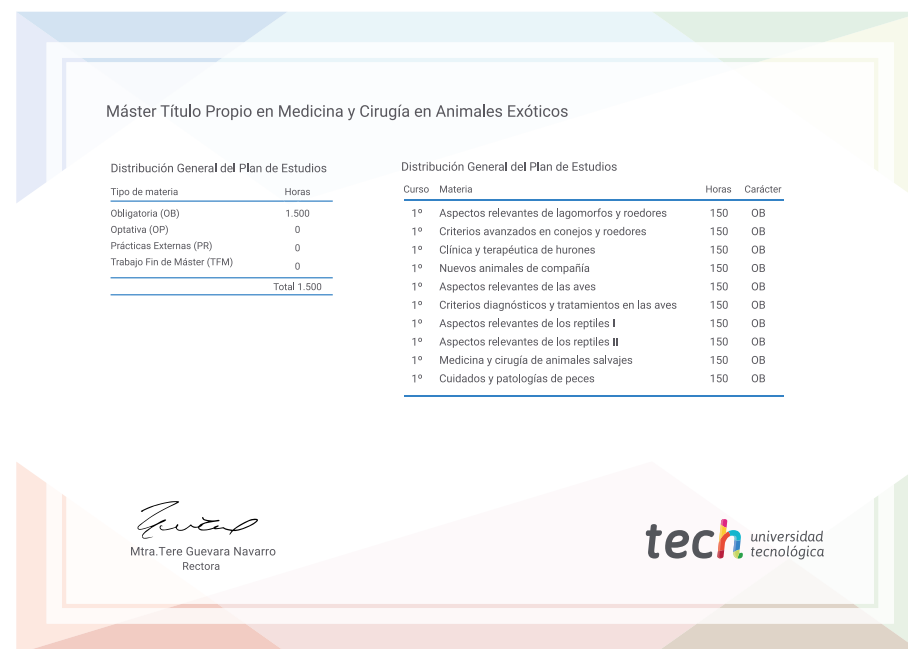 Máster Título Propio en Medicina y Cirugía en Animales Exóticos
Distribución General del Plan de Estudios
Tipo de materia Horas
Obligatoria (OB) 1.500
Optativa (OP) 0
Prácticas Externas (PR) 0
Trabajo Fin de Máster (TFM) 0
Total 1.500
Distribución General del Plan de Estudios
Curso Materia Horas Carácter
1º Aspectos relevantes de lagomorfos y roedores 150 OB
1º Criterios avanzados en conejos y roedores 150 OB
1º Clínica y terapéutica de hurones 150 OB
1º Nuevos animales de compañía 150 OB
1º Aspectos relevantes de las aves 150 OB
1º Criterios diagnósticos y tratamientos en las aves 150 OB
1º Aspectos relevantes de los reptiles I 150 OB
1º Aspectos relevantes de los reptiles II 150 OB
1º Medicina y cirugía de animales salvajes 150 OB
1º Cuidados y patologías de peces 150 OB
Mtra.Tere Guevara Navarro
Rectora
tech universidad
tecnológica